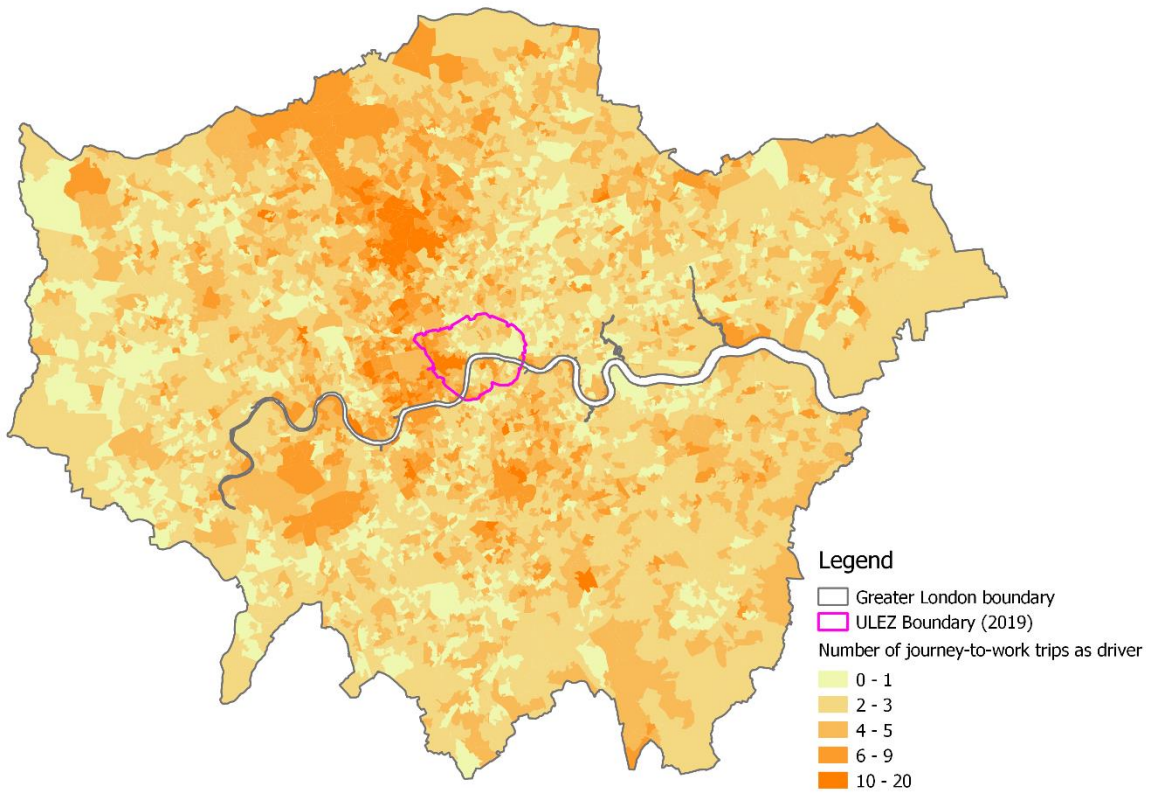 Legend
Greater London boundary
ULEZ Boundary (2019)
Number of journey-to-work trips as driver
0 - 1
2 - 3
4 - 5
6 - 9
10 - 20